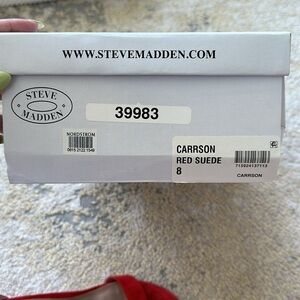 WWW.STEVEMADDEN.COM
STEVE
MADDEN
39983
NORDSTROM
CARRSON
RED SUEDE
8
CARRSON